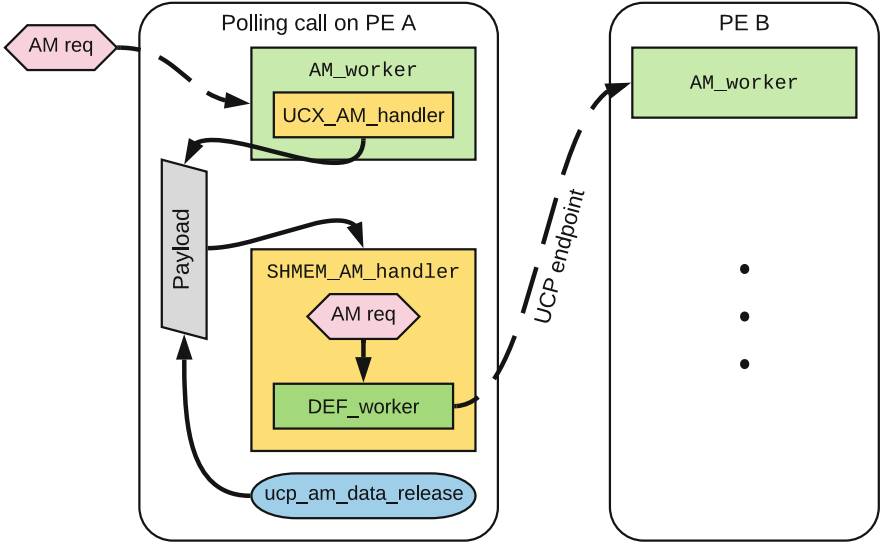 Polling call on PE A
PE B
AM req
AM_worker
UCX_AM_handler
AM_worker
Payload
UCP endpoint
SHMEM_AM_handler
AM req
DEF_worker
ucp_am_data_release